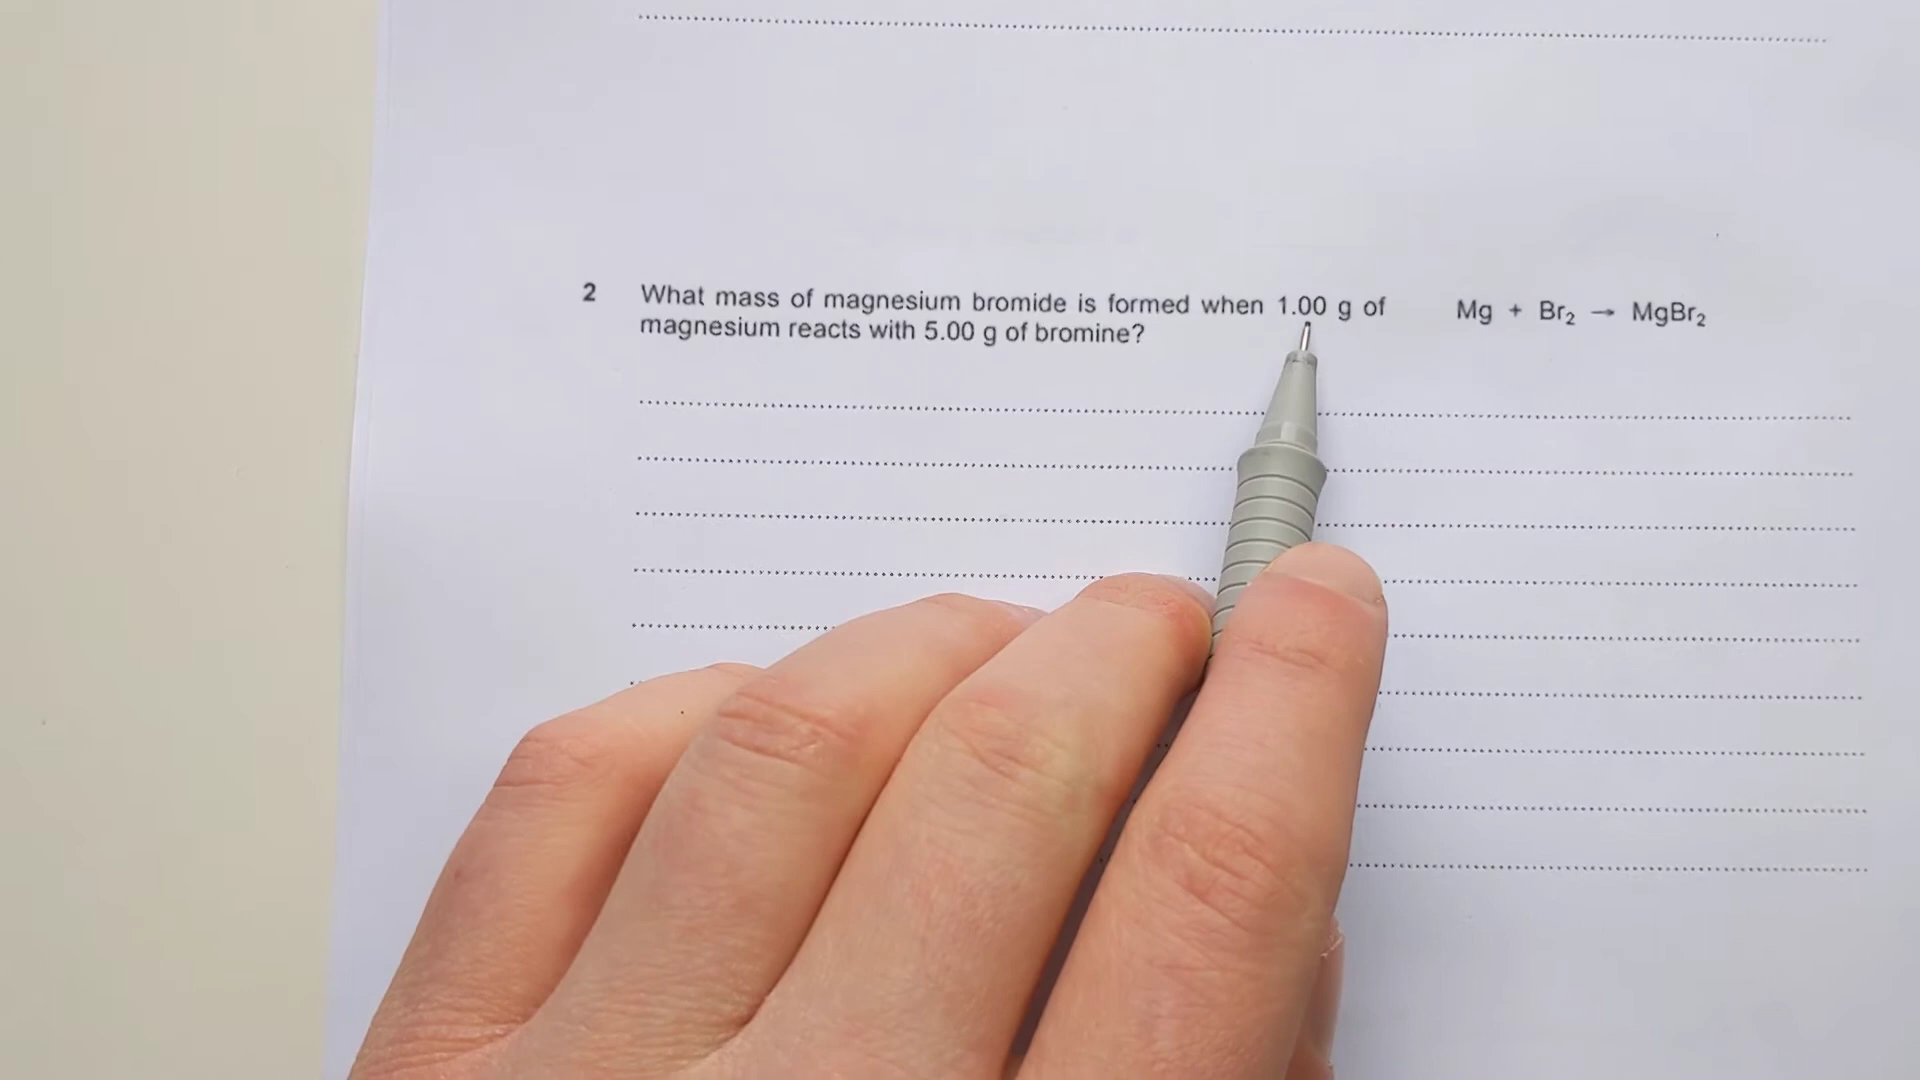 2 What mass of magnesium bromide is formed when 1.00 g of Mg + Br₂ → MgBr₂
magnesium reacts with 5.00 g of bromine?